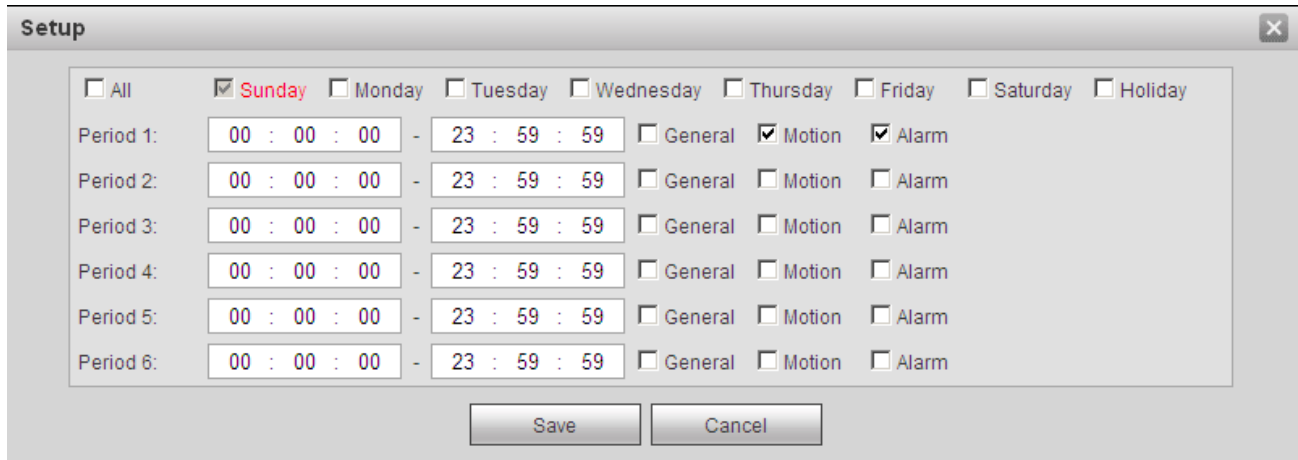 Setup
All Sunday Monday Tuesday Wednesday Thursday Friday Saturday Holiday
Period 1: 00 : 00 : 00 - 23 : 59 : 59 General Motion Alarm
Period 2: 00 : 00 : 00 - 23 : 59 : 59 General Motion Alarm
Period 3: 00 : 00 : 00 - 23 : 59 : 59 General Motion Alarm
Period 4: 00 : 00 : 00 - 23 : 59 : 59 General Motion Alarm
Period 5: 00 : 00 : 00 - 23 : 59 : 59 General Motion Alarm
Period 6: 00 : 00 : 00 - 23 : 59 : 59 General Motion Alarm
Save Cancel